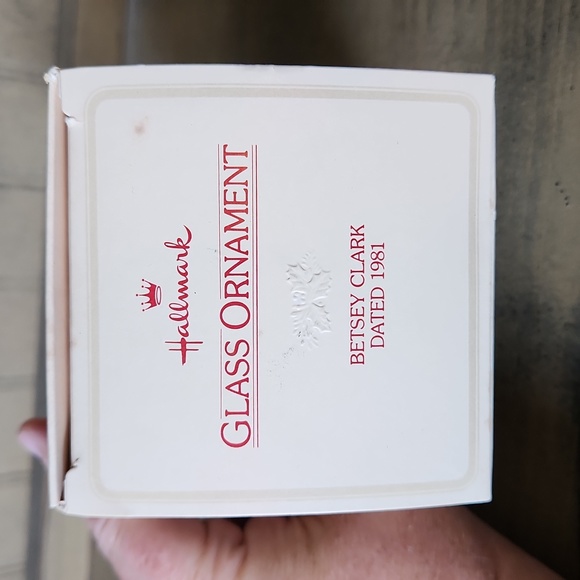 Hallmark
GLASS ORNAMENT
BETSEY CLARK
DATED 1981